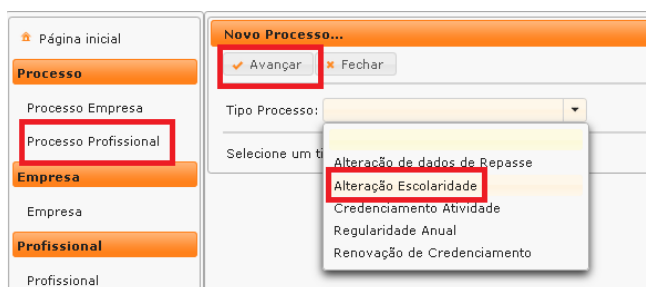 Página inicial
Processo
Processo Empresa
Processo Profissional
Empresa
Empresa
Profissional
Profissional
Novo Processo...
Avançar Fechar
Tipo Processo:
Selecione um ti
Alteração de dados de Repasse
Alteração Escolaridade
Credenciamento Atividade
Regularidade Anual
Renovação de Credenciamento